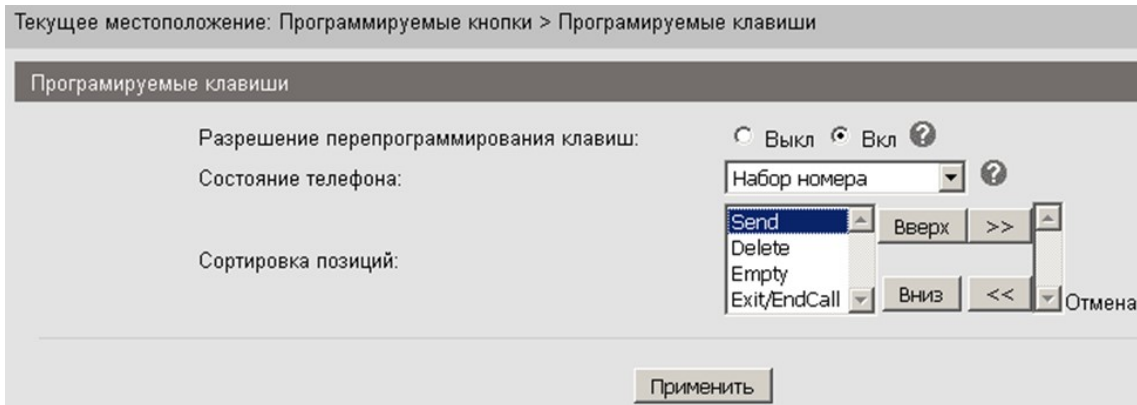 Текущее местоположение: Программируемые кнопки > Програмируемые клавиши
Програмируемые клавиши
Разрешение перепрограммирования клавиш: Выкл Вкл ?
Состояние телефона: Набор номера ?
Сортировка позиций:
Send
Delete
Empty
Exit/EndCall
Вверх >>
Вниз <<
Отмена
Применить